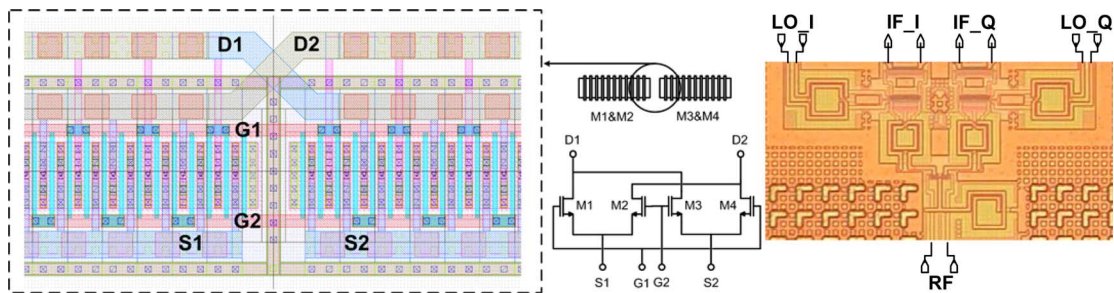 D1 D2
G1
G2
S1 S2
M1&M2 M3&M4
D1 D2
M1 M2 M3 M4
S1 G1 G2 S2
LO_I IF_I IF_Q LO_Q
RF